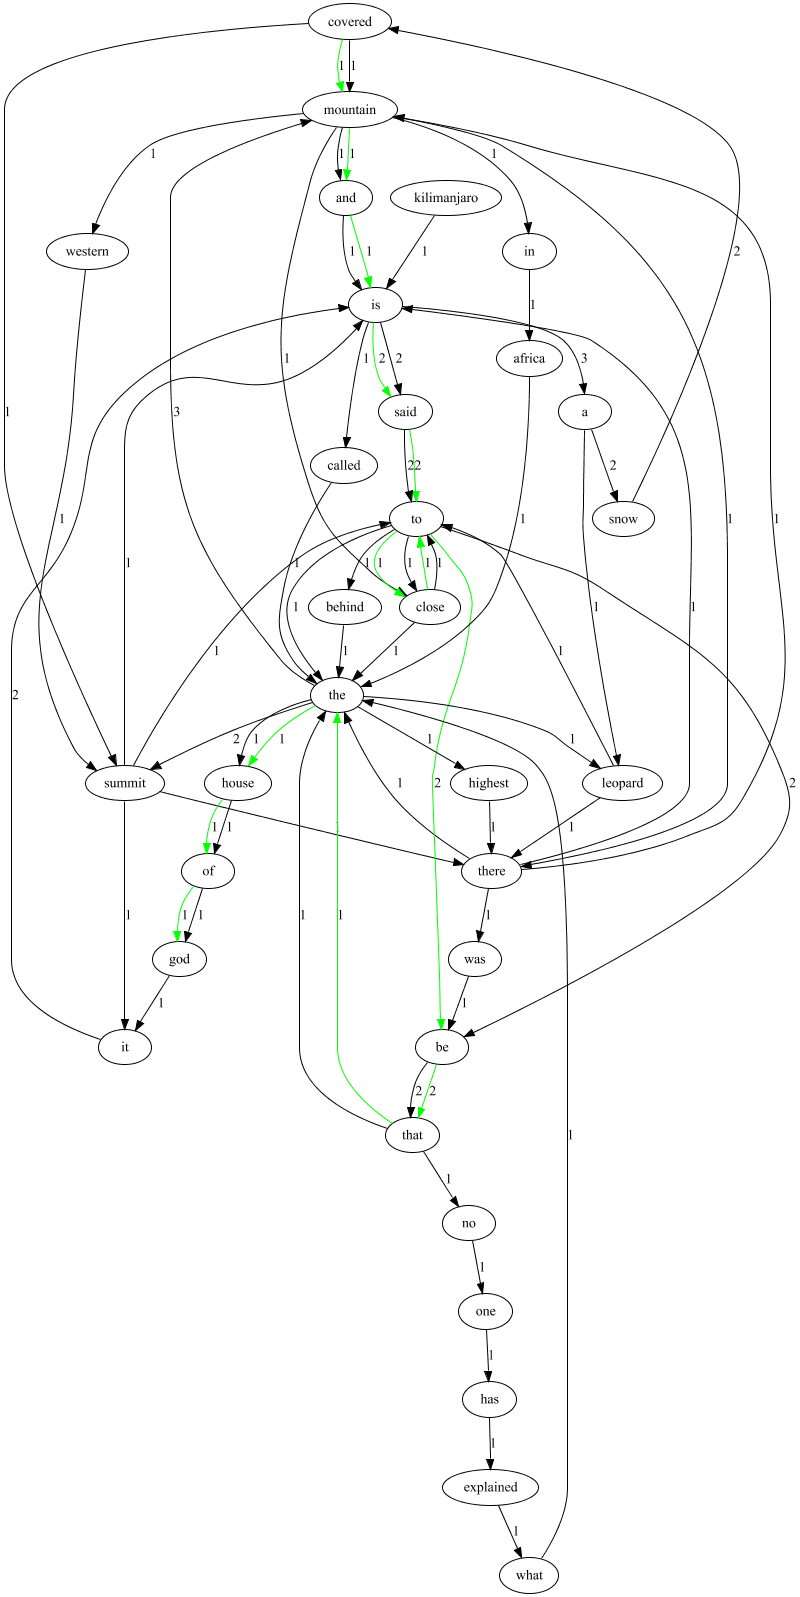 covered
1 1
mountain
1 1 1 1
and kilimanjaro
western in
1 1 1 1
is
1 2 2 1 3
africa
said a
1 3 1
called 22 2
to snow
2
1 1 1 1 1 1 1
behind close
1 1 1 1 1 1 1
the
2 1 1 1 1
summit house highest leopard
1 1 1 1 1 2 2
of there
1 1 1 1 1
god was
1 1
it be
2 2
2 that
1
no
1
one
1
has
1
explained
1
what